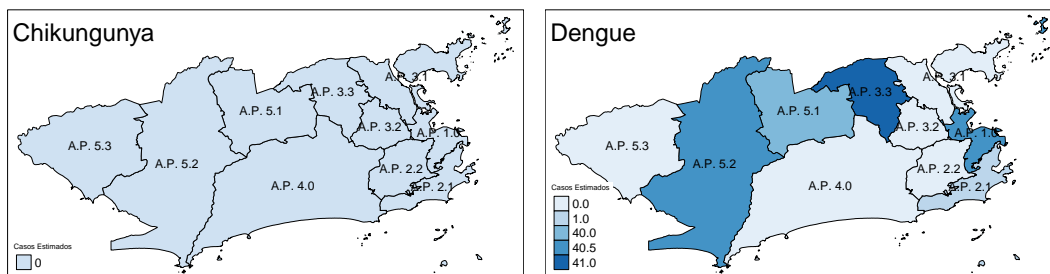 Chikungunya
A.P. 3.1
A.P. 3.3
A.P. 5.1
A.P. 3.2
A.P. 1.0
A.P. 5.3
A.P. 5.2
A.P. 2.2
A.P. 4.0
A.P. 2.1
Casos Estimados
0
Dengue
A.P. 3.1
A.P. 3.3
A.P. 5.1
A.P. 3.2
A.P. 1.0
A.P. 5.3
A.P. 5.2
A.P. 2.2
A.P. 4.0
A.P. 2.1
Casos Estimados
0.0
1.0
40.0
40.5
41.0